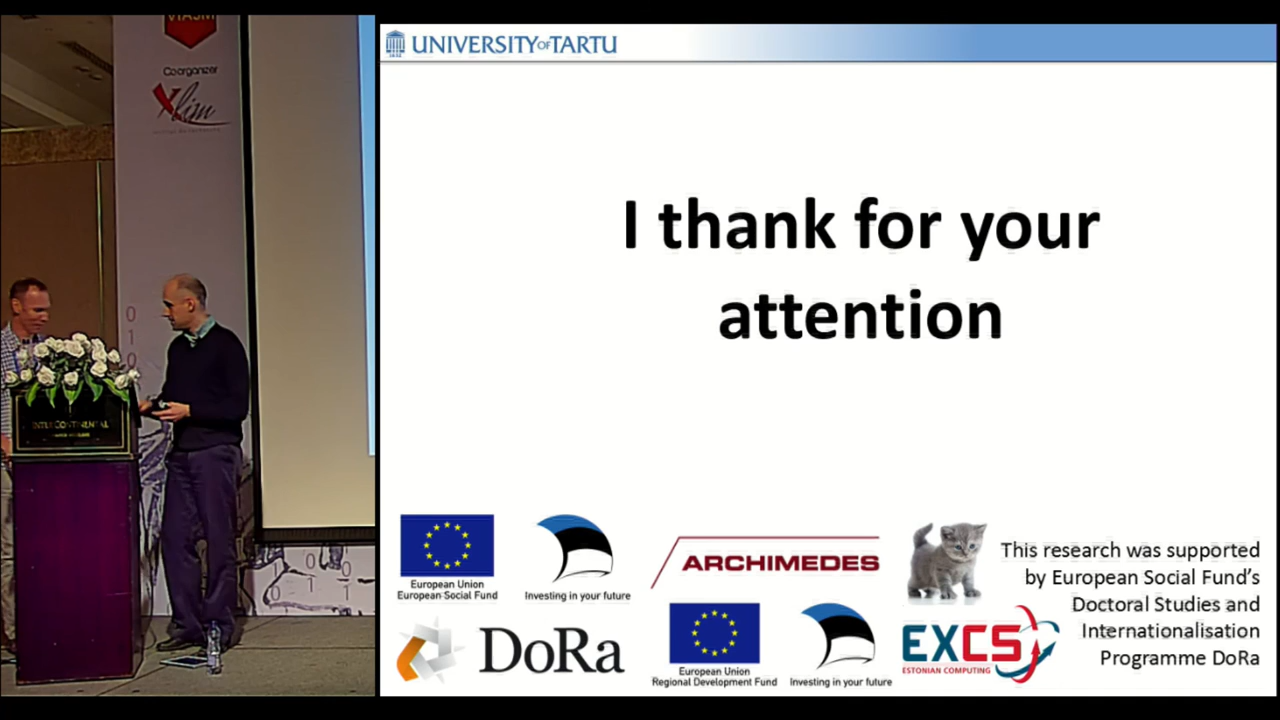 VIASM
Coorganizer
Xlim
INTERCONTINENTAL
UNIVERSITY OF TARTU
I thank for your
attention
European Union
European Social Fund
Investing in your future
ARCHIMEDES
DoRa
European Union
Regional Development Fund
Investing in your future
EXCS
ESTONIAN COMPUTING
This research was supported
by European Social Fund's
Doctoral Studies and
Internationalisation
Programme DoRa